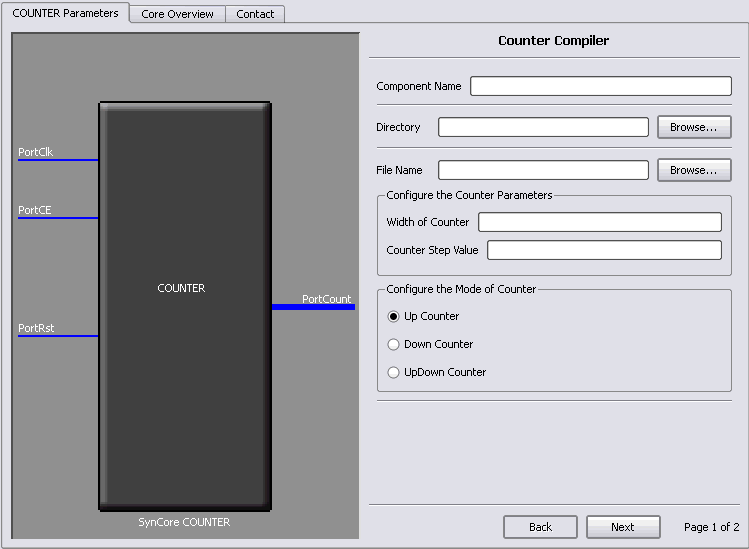 COUNTER Parameters
Core Overview
Contact
PortClk
PortCE
PortRst
COUNTER
PortCount
SynCore COUNTER
Counter Compiler
Component Name
Directory
Browse...
File Name
Browse...
Configure the Counter Parameters
Width of Counter
Counter Step Value
Configure the Mode of Counter
Up Counter
Down Counter
UpDown Counter
Back
Next
Page 1 of 2